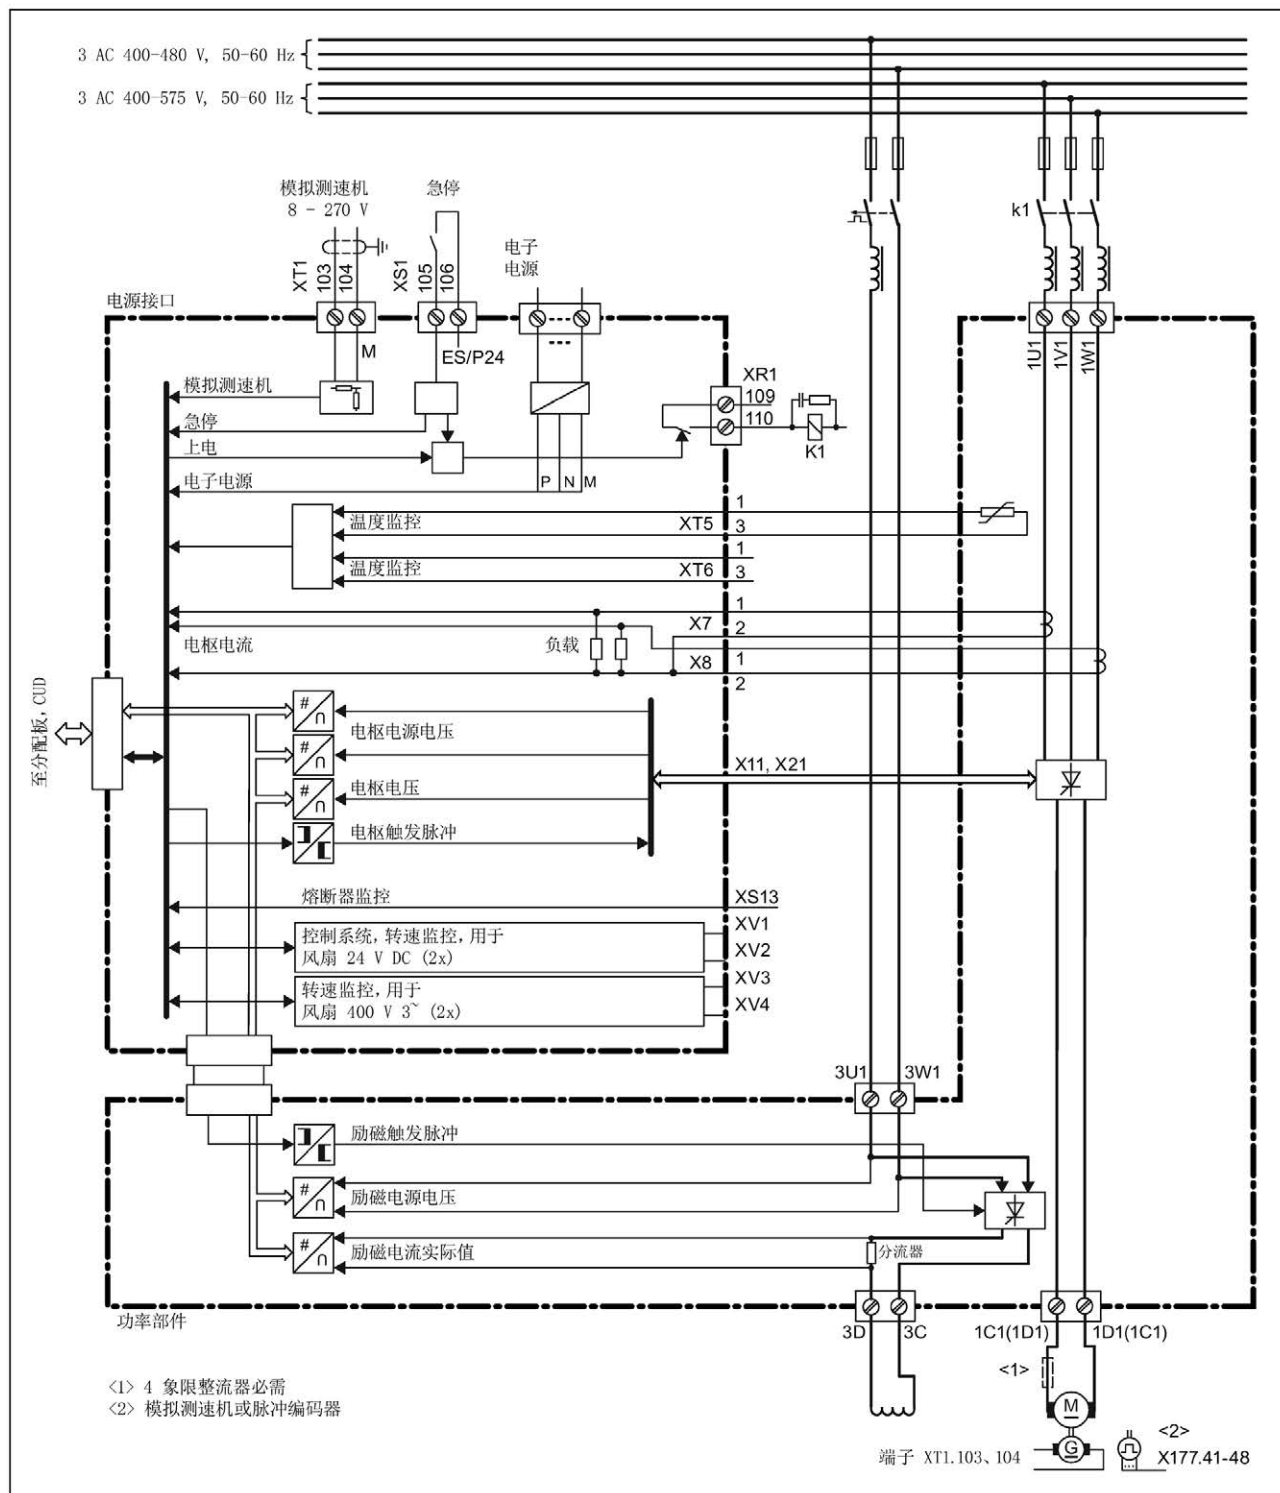 3 AC 400-480 V, 50-60 Hz
3 AC 400-575 V, 50-60 Hz
模拟测速机
8 - 270 V
急停
k1
电子
电源
XT1
103
104
XS1
105
106
电源接口
M
ES/P24
1U1
1V1
1W1
模拟测速机
XR1
109
110
急停
上电
K1
电子电源
P N M
温度监控
XT5
1
3
温度监控
XT6
1
3
电枢电流
负载
X7
1
2
X8
1
2
至分配板, CUD
#
∩
电枢电源电压
#
∩
X11, X21
#
∩
电枢电压
电枢触发脉冲
熔断器监控
XS13
控制系统, 转速监控, 用于
风扇 24 V DC (2x)
XV1
XV2
转速监控, 用于
风扇 400 V 3~ (2x)
XV3
XV4
3U1
3W1
励磁触发脉冲
#
∩
励磁电源电压
#
∩
励磁电流实际值
分流器
功率部件
3D
3C
1C1(1D1)
1D1(1C1)
<1>
<1> 4 象限整流器必需
<2> 模拟测速机或脉冲编码器
M
G
<2>
端子 XT1.103、104
X177.41-48